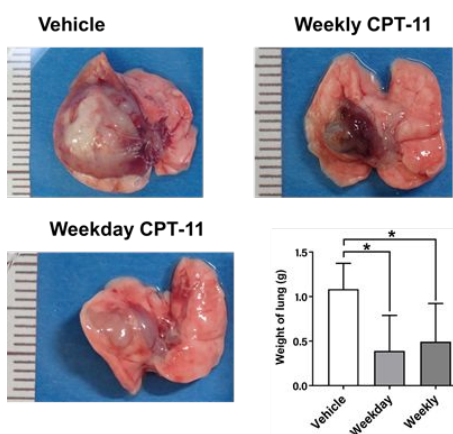 Vehicle
Weekly CPT-11
Weekday CPT-11
*
*
1.5
1.0
0.5
0.0
Weight of lung (g)
Vehicle
Weekday
Weekly